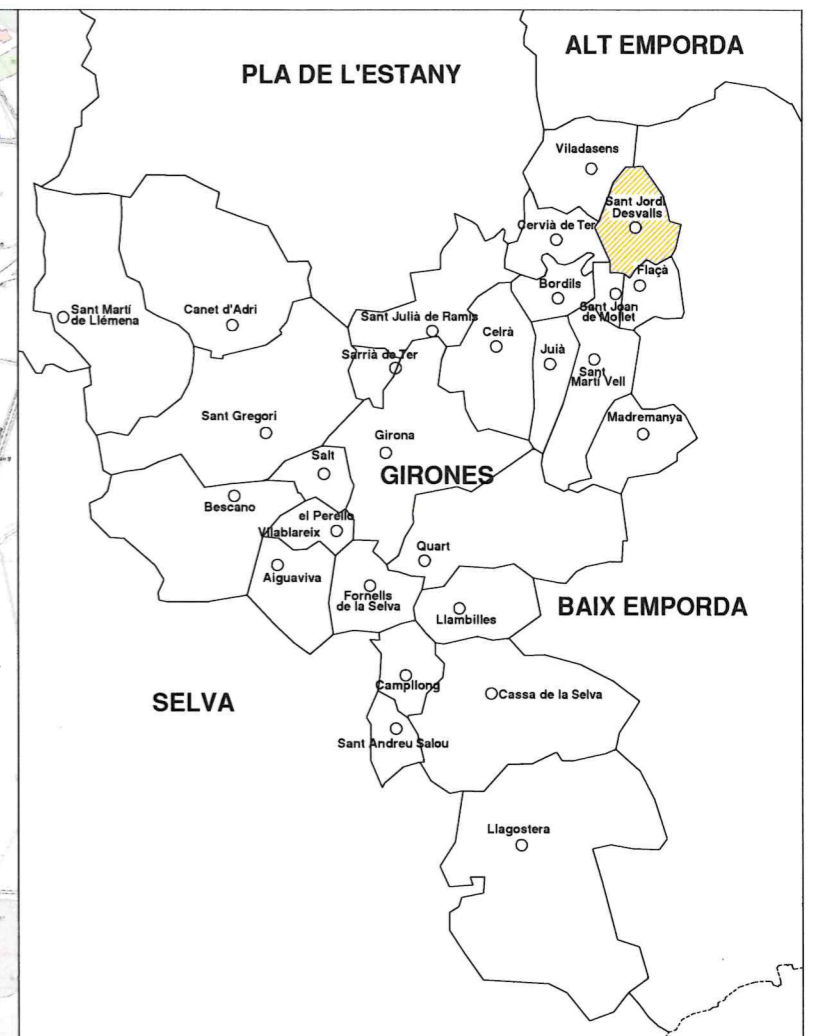 ALT EMPORDA
PLA DE L'ESTANY
Viladasens
Sant Jordi
Desvalls
Cervià de Ter
Flaçà
Bordils
Sant Joan
de Mollet
Sant Martí
de Llémena
Canet d'Adri
Sant Julià de Ramis
Celrà
Juià
Sarrià de Ter
Sant
Martí Vell
Sant Gregori
Madremanya
Girona
Salt
GIRONES
Bescano
el Perelló
Vilablareix
Quart
Aiguaviva
Fornells
de la Selva
Llambilles
BAIX EMPORDA
SELVA
Campllong
Cassa de la Selva
Sant Andreu Salou
Llagostera